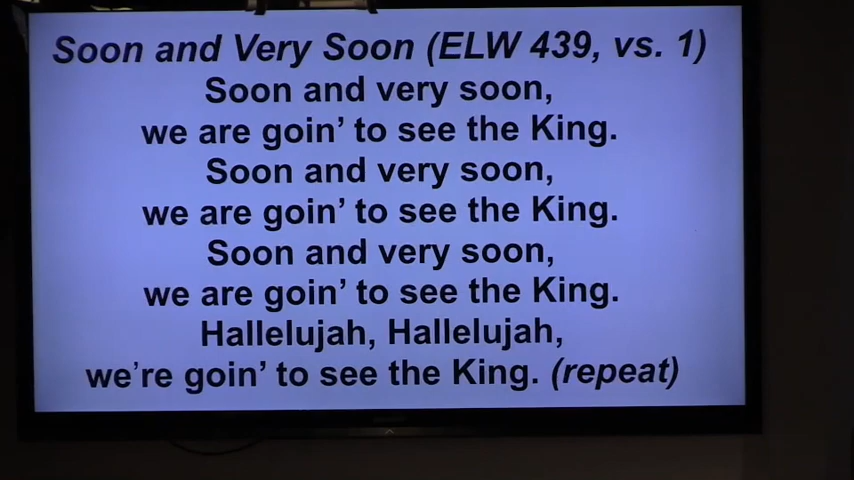 Soon and Very Soon (ELW 439, vs. 1)
Soon and very soon,
we are goin’ to see the King.
Soon and very soon,
we are goin’ to see the King.
Soon and very soon,
we are goin’ to see the King.
Hallelujah, Hallelujah,
we’re goin’ to see the King. (repeat)